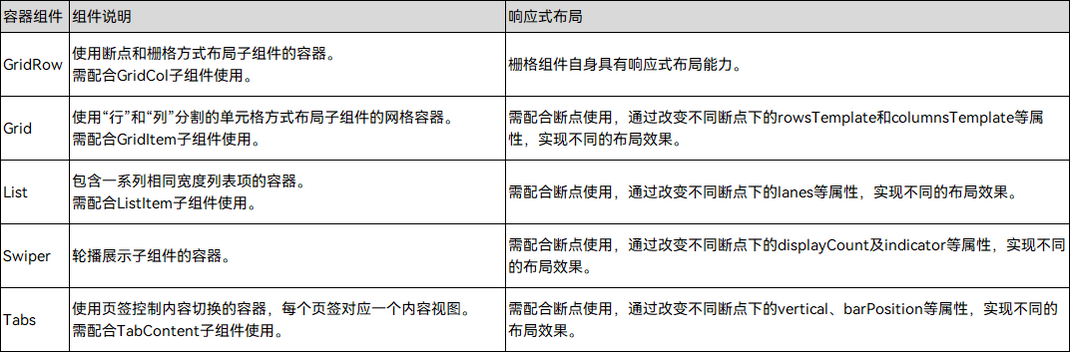 容器组件 组件说明 响应式布局
GridRow
使用断点和栅格方式布局子组件的容器。
需配合GridCol子组件使用。
栅格组件自身具有响应式布局能力。
Grid
使用“行”和“列”分割的单元格方式布局子组件的网格容器。
需配合GridItem子组件使用。
需配合断点使用，通过改变不同断点下的rowsTemplate和columnsTemplate等属
性，实现不同的布局效果。
List
包含一系列相同宽度列表项的容器。
需配合ListItem子组件使用。
需配合断点使用，通过改变不同断点下的lanes等属性，实现不同的布局效果。
Swiper
轮播展示子组件的容器。
需配合断点使用，通过改变不同断点下的displayCount及indicator等属性，实现不同
的布局效果。
Tabs
使用页签控制内容切换的容器，每个页签对应一个内容视图。
需配合TabContent子组件使用。
需配合断点使用，通过改变不同断点下的vertical、barPosition等属性，实现不同的
布局效果。